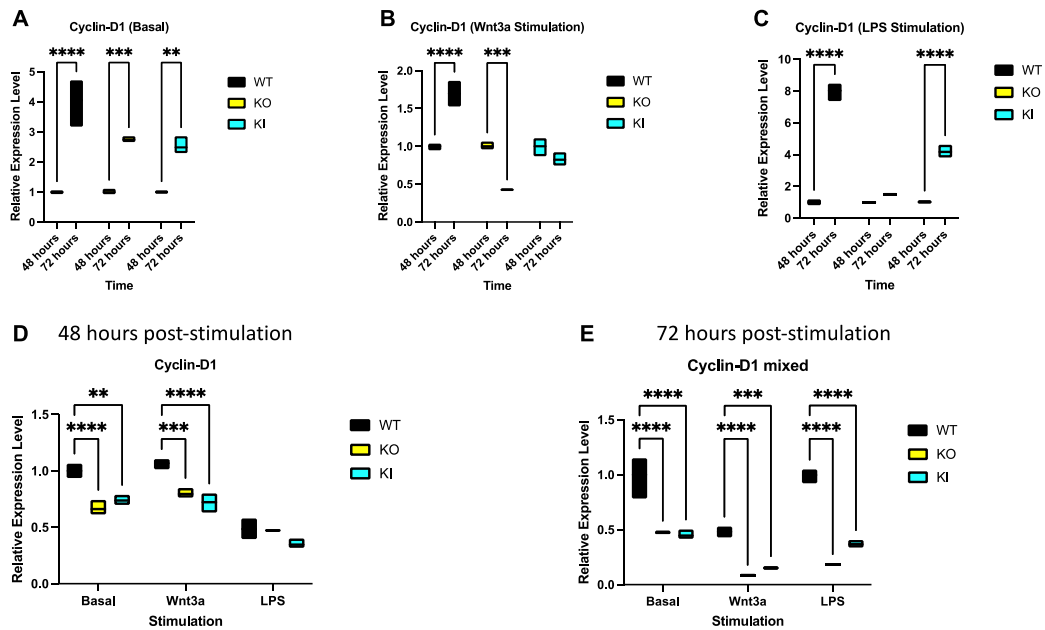 A
Cyclin-D1 (Basal)
**** *** **
Relative Expression Level
5
4
3
2
1
0
48 hours
72 hours
48 hours
72 hours
48 hours
72 hours
Time
WT
KO
KI
B
Cyclin-D1 (Wnt3a Stimulation)
**** ***
Relative Expression Level
2.0
1.5
1.0
0.5
0.0
48 hours
72 hours
48 hours
72 hours
48 hours
72 hours
Time
WT
KO
KI
C
Cyclin-D1 (LPS Stimulation)
**** ****
Relative Expression Level
10
8
6
4
2
0
48 hours
72 hours
48 hours
72 hours
48 hours
72 hours
Time
WT
KO
KI
D 48 hours post-stimulation
Cyclin-D1
** ****
**** ***
Relative Expression Level
1.5
1.0
0.5
0.0
Basal Wnt3a LPS
Stimulation
WT
KO
KI
E 72 hours post-stimulation
Cyclin-D1 mixed
**** *** ****
**** **** ****
Relative Expression Level
1.5
1.0
0.5
0.0
Basal Wnt3a LPS
Stimulation
WT
KO
KI